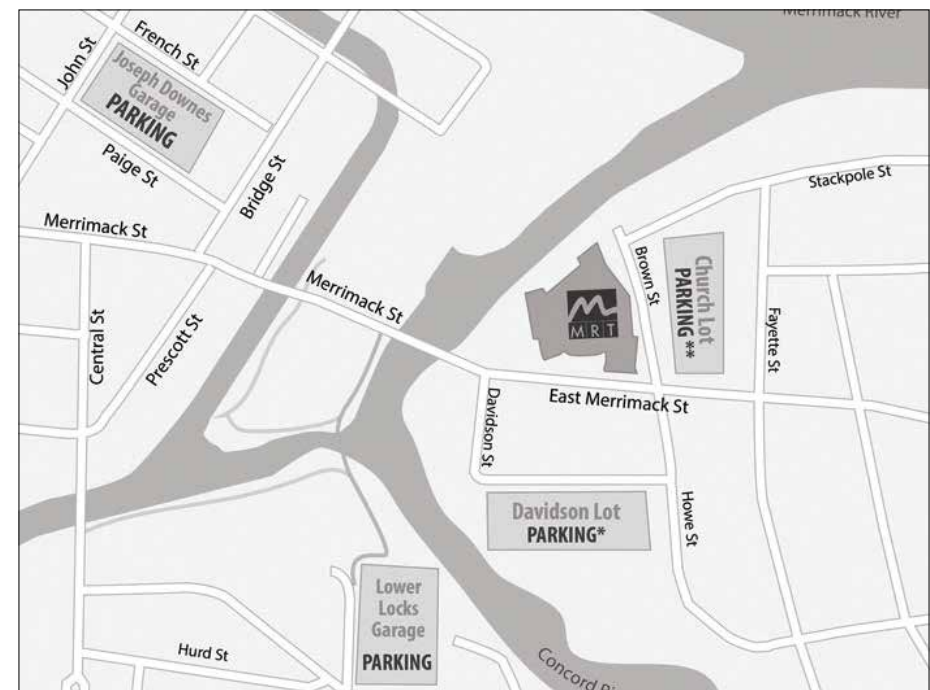 Merrimack River
French St
John St
Joseph Downes
Garage
PARKING
Paige St
Bridge St
Stackpole St
Merrimack St
Brown St
Church Lot
PARKING **
Merrimack St
MRT
Central St
Prescott St
Fayette St
East Merrimack St
Davidson St
Davidson Lot
PARKING*
Howe St
Lower
Locks
Garage
PARKING
Hurd St
Concord